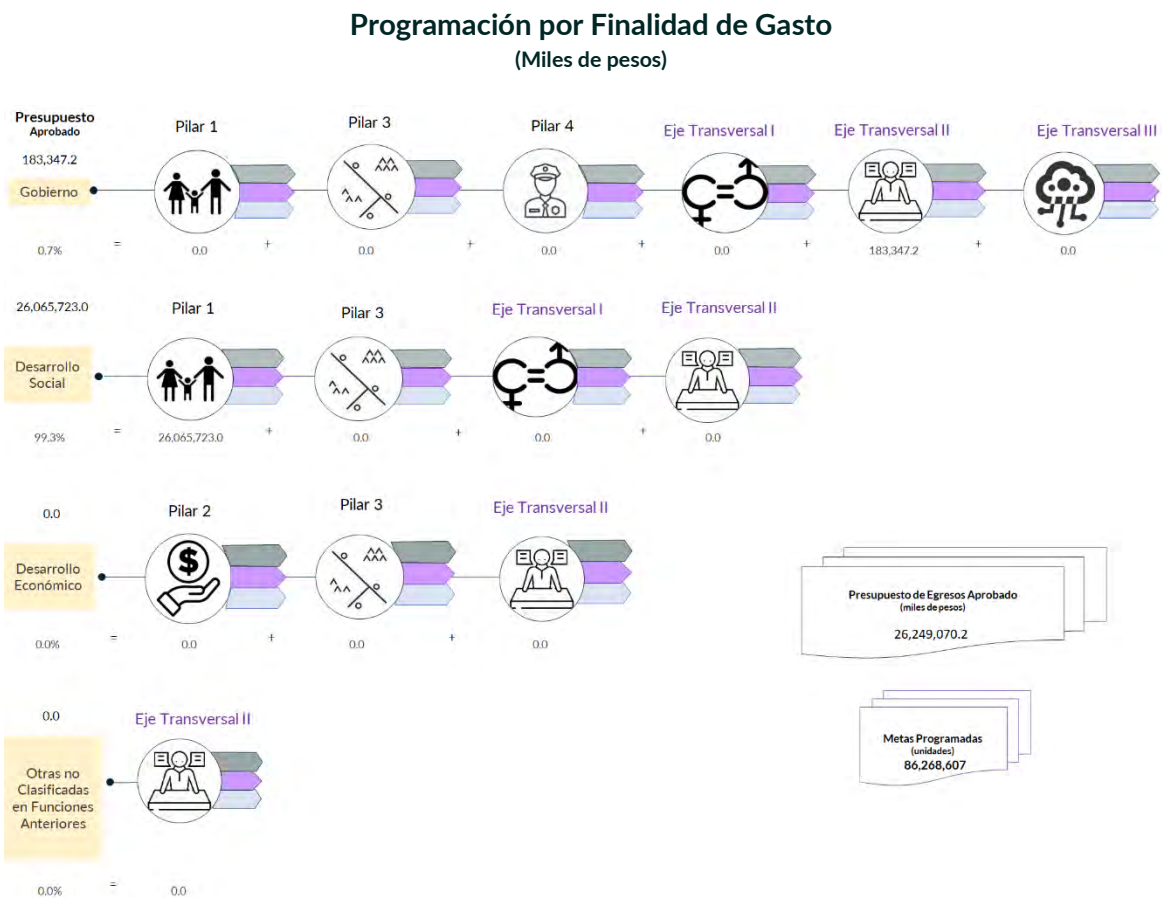 Programación por Finalidad de Gasto
(Miles de pesos)
Presupuesto
Aprobado
183,347.2
Gobierno
0.7%
Pilar 1
Pilar 3
Pilar 4
Eje Transversal I
Eje Transversal II
Eje Transversal III
= 0.0 + 0.0 + 0.0 + 0.0 + 183,347.2 + 0.0
26,065,723.0
Desarrollo
Social
99.3%
Pilar 1
Pilar 3
Eje Transversal I
Eje Transversal II
= 26,065,723.0 + 0.0 + 0.0 + 0.0
0.0
Desarrollo
Económico
0.0%
Pilar 2
Pilar 3
Eje Transversal II
= 0.0 + 0.0 + 0.0
Presupuesto de Egresos Aprobado
(miles de pesos)
26,249,070.2
Metas Programadas
(unidades)
86,268,607
0.0
Otras no
Clasificadas
en Funciones
Anteriores
0.0%
Eje Transversal II
= 0.0